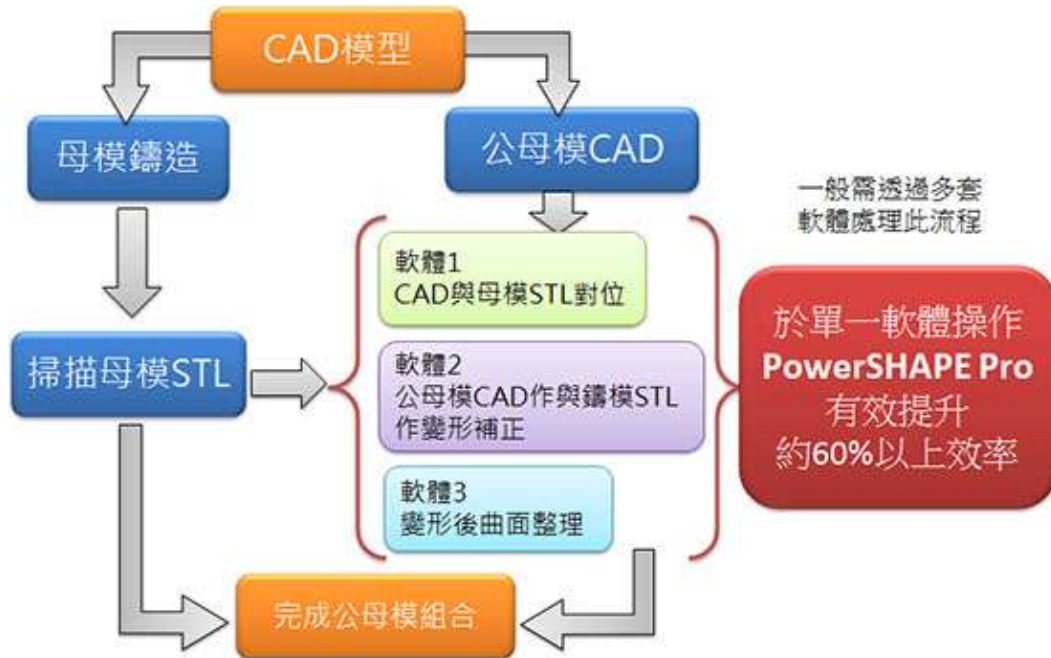 CAD模型
母模鑄造
公母模CAD
一般需透過多套
軟體處理此流程
軟體1
CAD與母模STL對位
掃描母模STL
軟體2
公母模CAD作與鑄模STL
作變形補正
軟體3
變形後曲面整理
於單一軟體操作
PowerSHAPE Pro
有效提升
約60%以上效率
完成公母模組合